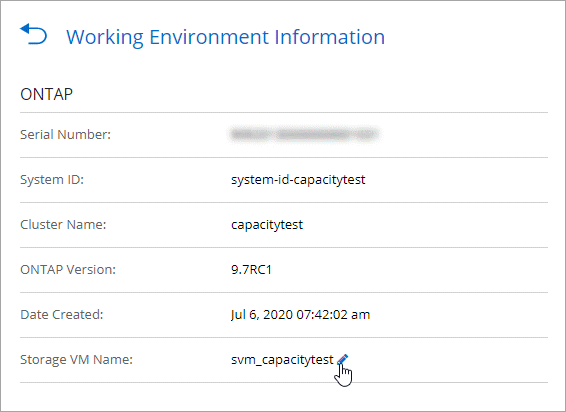 Working Environment Information
ONTAP
Serial Number:
System ID: system-id-capacitytest
Cluster Name: capacitytest
ONTAP Version: 9.7RC1
Date Created: Jul 6, 2020 07:42:02 am
Storage VM Name: svm_capacitytest